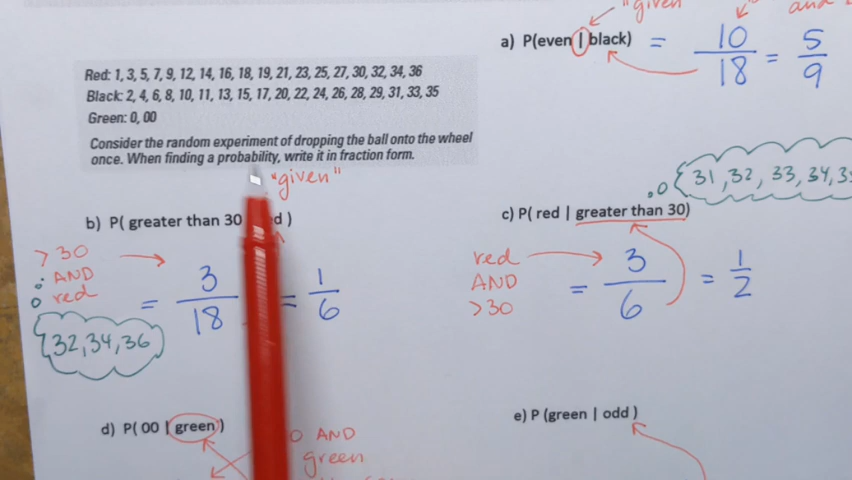 "given
and
a) P(even | black) = 10/18 = 5/9
Red: 1, 3, 5, 7, 9, 12, 14, 16, 18, 19, 21, 23, 25, 27, 30, 32, 34, 36
Black: 2, 4, 6, 8, 10, 11, 13, 15, 17, 20, 22, 24, 26, 28, 29, 31, 33, 35
Green: 0, 00
Consider the random experiment of dropping the ball onto the wheel
once. When finding a probability, write it in fraction form.
"given"
31, 32, 33, 34, 35
b) P( greater than 30 d )
c) P( red | greater than 30)
>30
AND
red
= 3/18 = 1/6
32, 34, 36
red
AND
>30
= 3/6 = 1/2
d) P( 00 | green )
AND
green
e) P (green | odd )